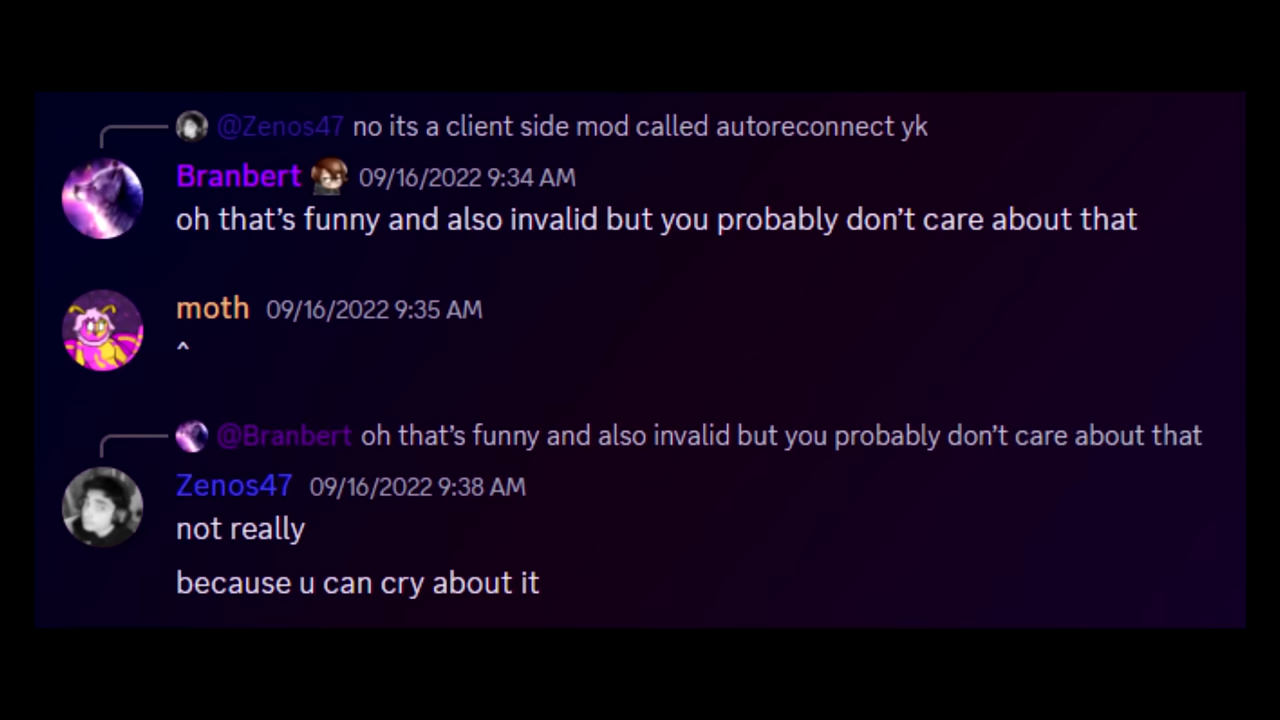 @Zenos47 no its a client side mod called autoreconnect yk
Branbert 09/16/2022 9:34 AM
oh that’s funny and also invalid but you probably don’t care about that
moth 09/16/2022 9:35 AM
^
@Branbert oh that’s funny and also invalid but you probably don’t care about that
Zenos47 09/16/2022 9:38 AM
not really
because u can cry about it